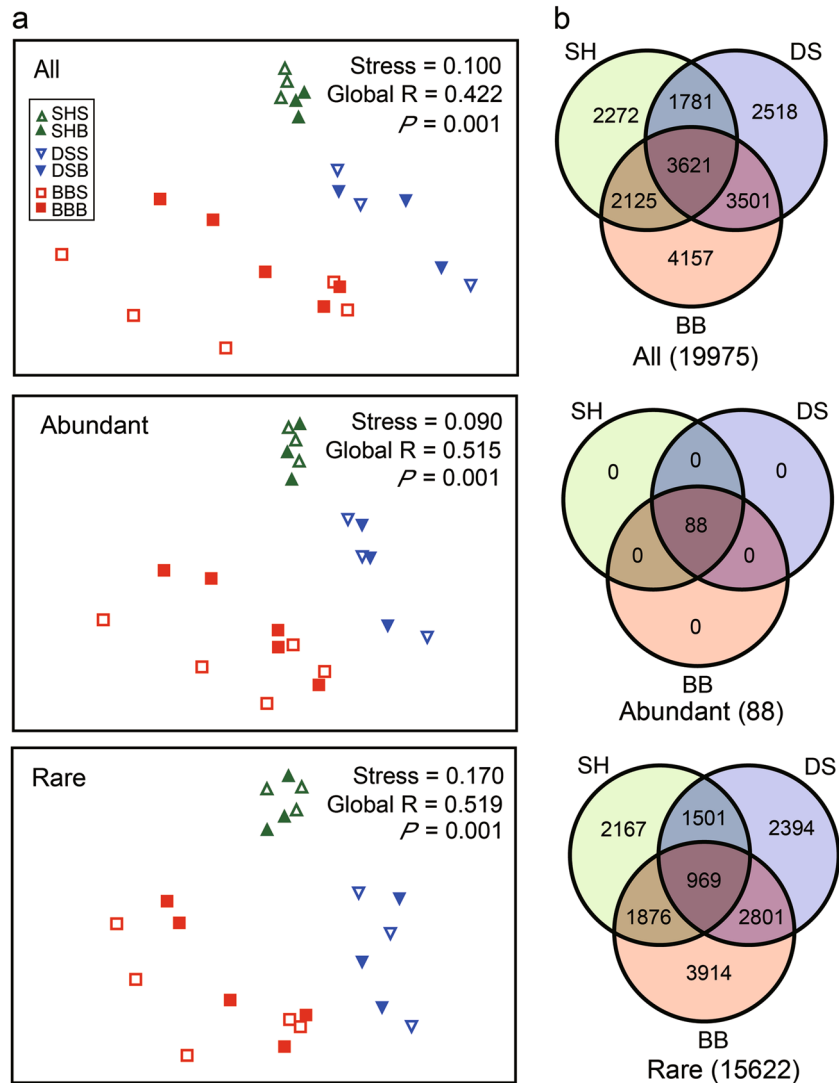 a
All
Stress = 0.100
Global R = 0.422
P = 0.001
SHS
SHB
DSS
DSB
BBS
BBB
Abundant
Stress = 0.090
Global R = 0.515
P = 0.001
Rare
Stress = 0.170
Global R = 0.519
P = 0.001
b
SH
DS
2272
1781
2518
3621
2125
3501
4157
BB
All (19975)
SH
DS
0
0
0
88
0
0
0
BB
Abundant (88)
SH
DS
2167
1501
2394
969
1876
2801
3914
BB
Rare (15622)